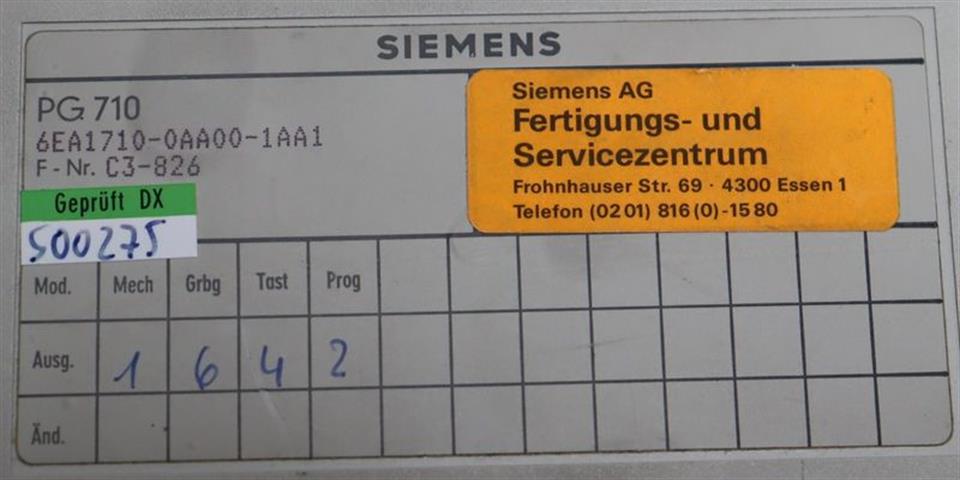 SIEMENS
PG 710
6EA1710-0AA00-1AA1
F-Nr. C3-826
Geprüft DX
500275
Siemens AG
Fertigungs- und
Servicezentrum
Frohnhauser Str. 69 · 4300 Essen 1
Telefon (02 01) 816 (0) -15 80
Mod. Mech Grbg Tast Prog
Ausg. 1 6 4 2
Änd.